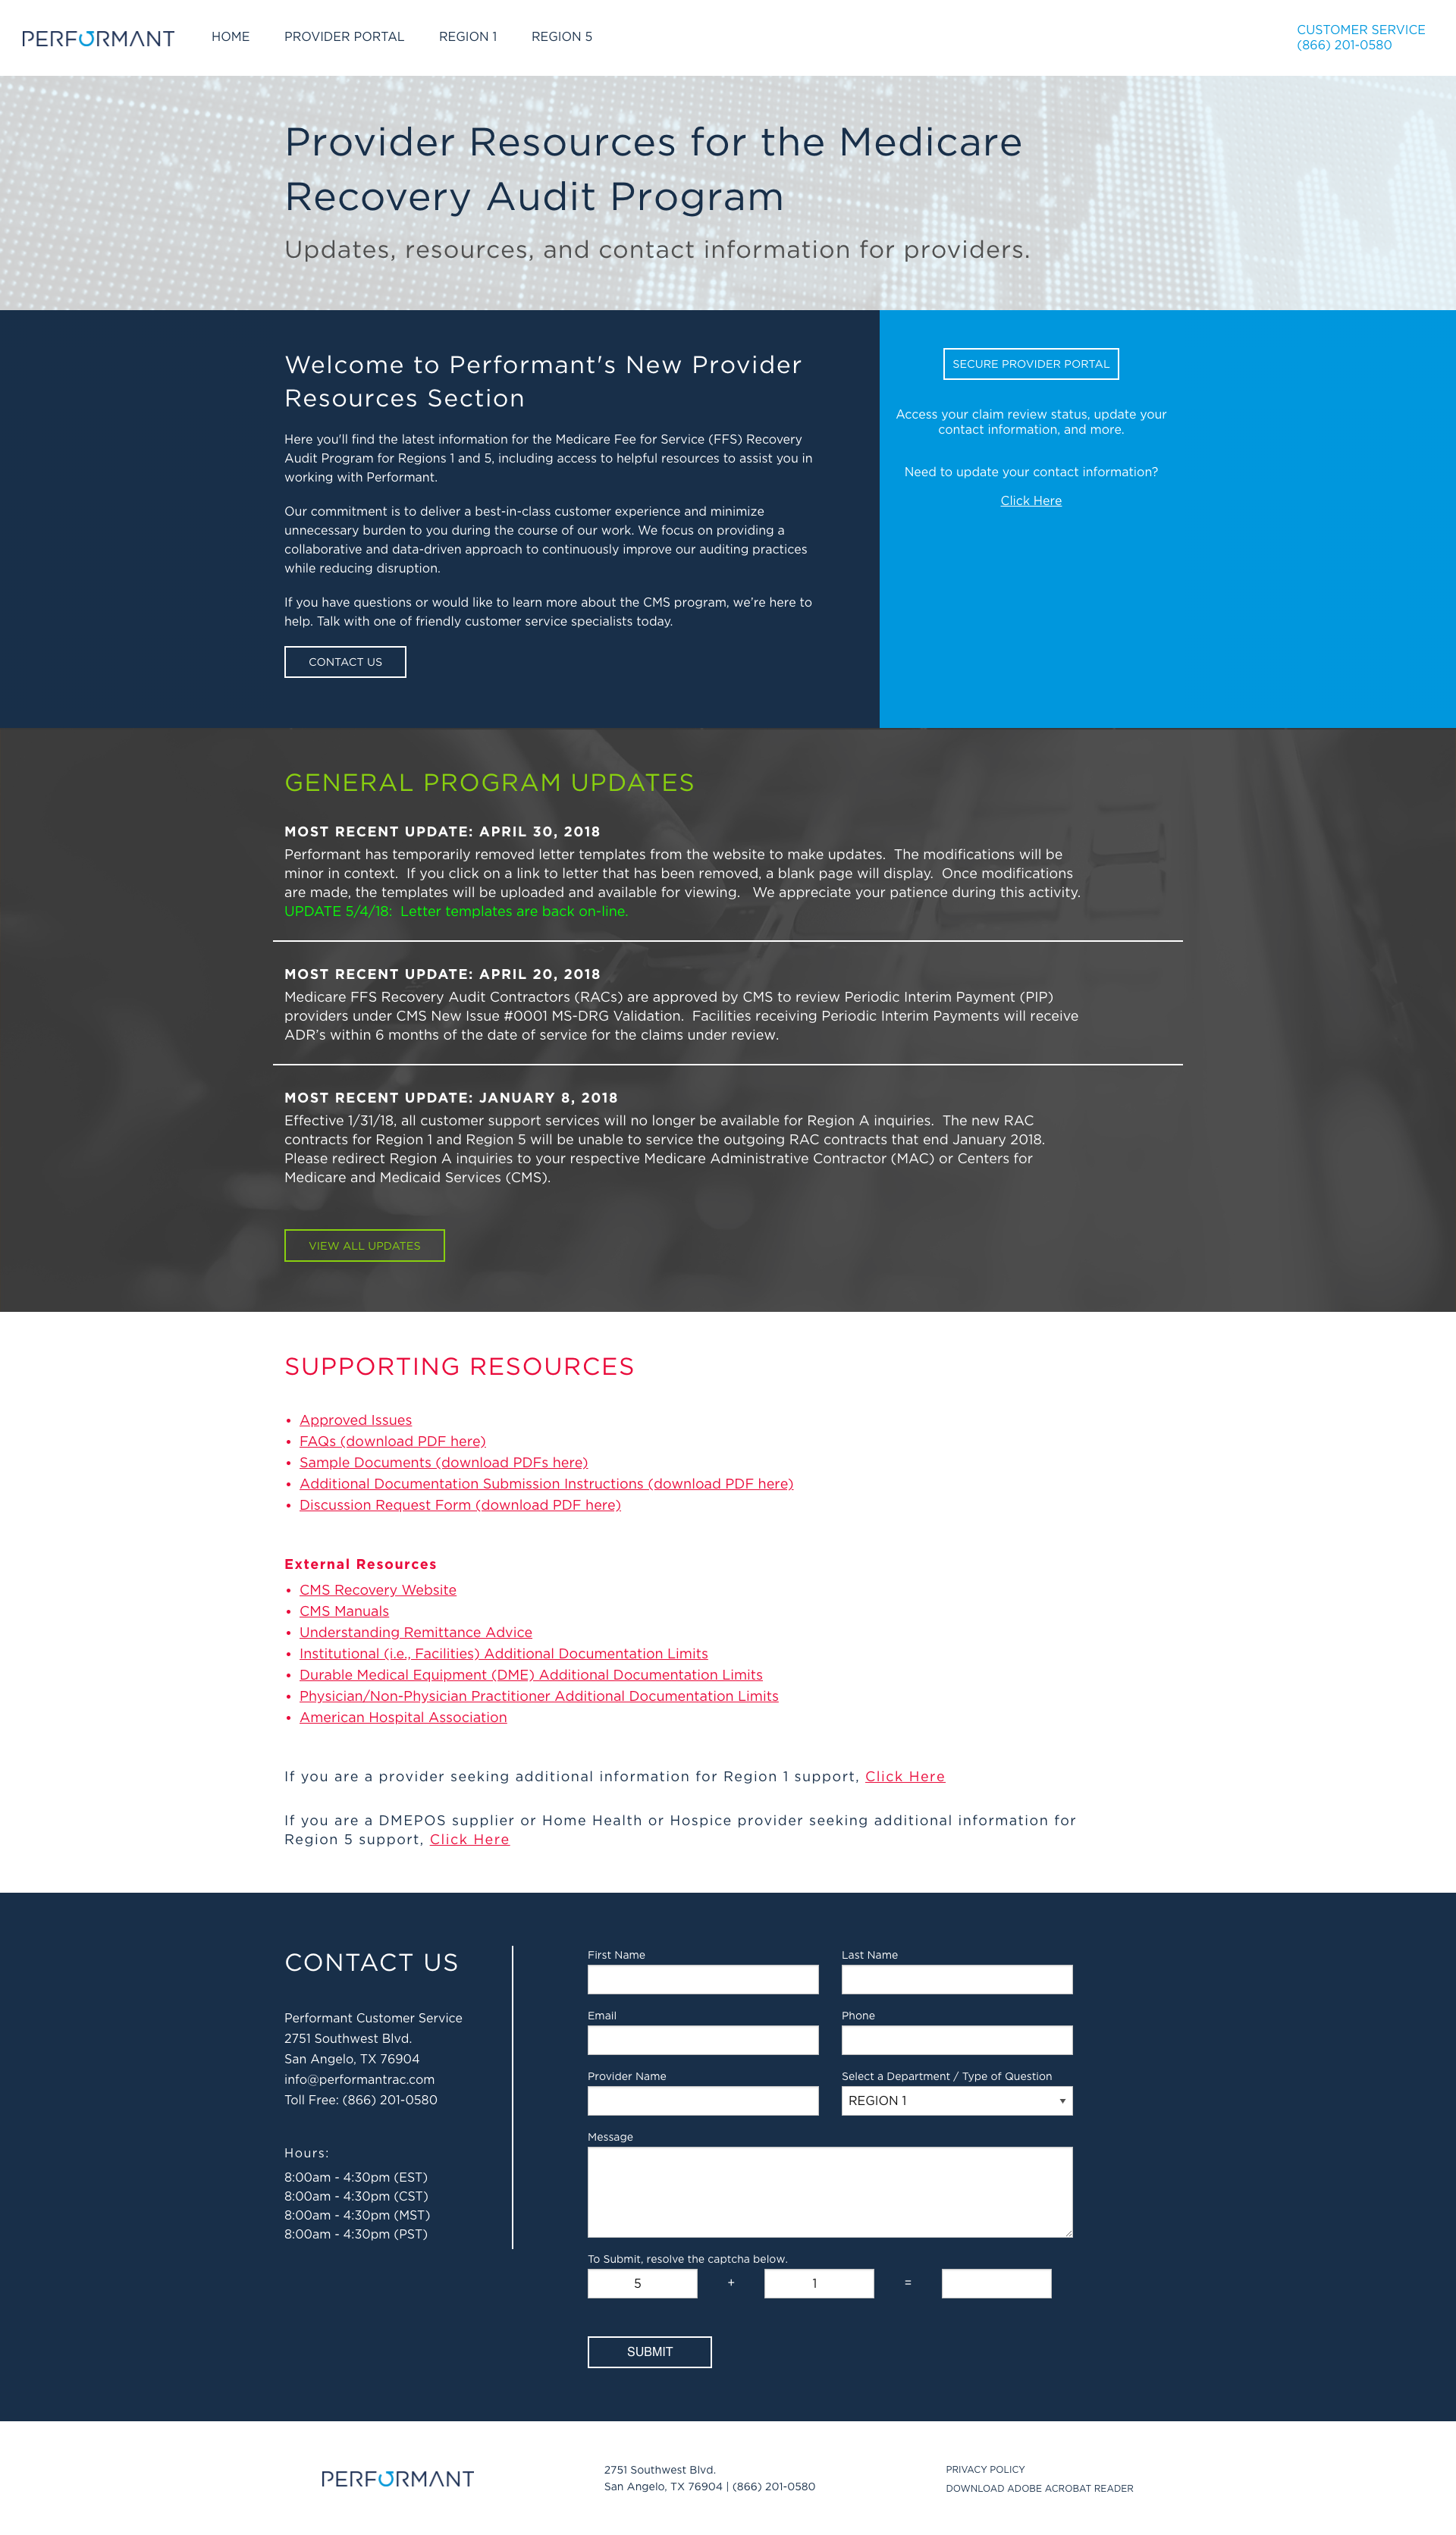 PERFORMANT
HOME
PROVIDER PORTAL
REGION 1
REGION 5
CUSTOMER SERVICE
(866) 201-0580
Provider Resources for the Medicare
Recovery Audit Program
Updates, resources, and contact information for providers.
Welcome to Performant's New Provider
Resources Section
Here you'll find the latest information for the Medicare Fee for Service (FFS) Recovery
Audit Program for Regions 1 and 5, including access to helpful resources to assist you in
working with Performant.
Our commitment is to deliver a best-in-class customer experience and minimize
unnecessary burden to you during the course of our work. We focus on providing a
collaborative and data-driven approach to continuously improve our auditing practices
while reducing disruption.
If you have questions or would like to learn more about the CMS program, we’re here to
help. Talk with one of friendly customer service specialists today.
CONTACT US
SECURE PROVIDER PORTAL
Access your claim review status, update your
contact information, and more.
Need to update your contact information?
Click Here
GENERAL PROGRAM UPDATES
MOST RECENT UPDATE: APRIL 30, 2018
Performant has temporarily removed letter templates from the website to make updates.  The modifications will be
minor in context.  If you click on a link to letter that has been removed, a blank page will display.  Once modifications
are made, the templates will be uploaded and available for viewing.   We appreciate your patience during this activity.
UPDATE 5/4/18:  Letter templates are back on-line.
MOST RECENT UPDATE: APRIL 20, 2018
Medicare FFS Recovery Audit Contractors (RACs) are approved by CMS to review Periodic Interim Payment (PIP)
providers under CMS New Issue #0001 MS-DRG Validation.  Facilities receiving Periodic Interim Payments will receive
ADR’s within 6 months of the date of service for the claims under review.
MOST RECENT UPDATE: JANUARY 8, 2018
Effective 1/31/18, all customer support services will no longer be available for Region A inquiries.  The new RAC
contracts for Region 1 and Region 5 will be unable to service the outgoing RAC contracts that end January 2018.
Please redirect Region A inquiries to your respective Medicare Administrative Contractor (MAC) or Centers for
Medicare and Medicaid Services (CMS).
VIEW ALL UPDATES
SUPPORTING RESOURCES
• Approved Issues
• FAQs (download PDF here)
• Sample Documents (download PDFs here)
• Additional Documentation Submission Instructions (download PDF here)
• Discussion Request Form (download PDF here)
External Resources
• CMS Recovery Website
• CMS Manuals
• Understanding Remittance Advice
• Institutional (i.e., Facilities) Additional Documentation Limits
• Durable Medical Equipment (DME) Additional Documentation Limits
• Physician/Non-Physician Practitioner Additional Documentation Limits
• American Hospital Association
If you are a provider seeking additional information for Region 1 support, Click Here
If you are a DMEPOS supplier or Home Health or Hospice provider seeking additional information for
Region 5 support, Click Here
CONTACT US
Performant Customer Service
2751 Southwest Blvd.
San Angelo, TX 76904
info@performantrac.com
Toll Free: (866) 201-0580
Hours:
8:00am - 4:30pm (EST)
8:00am - 4:30pm (CST)
8:00am - 4:30pm (MST)
8:00am - 4:30pm (PST)
First Name
Last Name
Email
Phone
Provider Name
Select a Department / Type of Question
REGION 1
Message
To Submit, resolve the captcha below.
5 + 1 =
SUBMIT
PERFORMANT
2751 Southwest Blvd.
San Angelo, TX 76904 | (866) 201-0580
PRIVACY POLICY
DOWNLOAD ADOBE ACROBAT READER